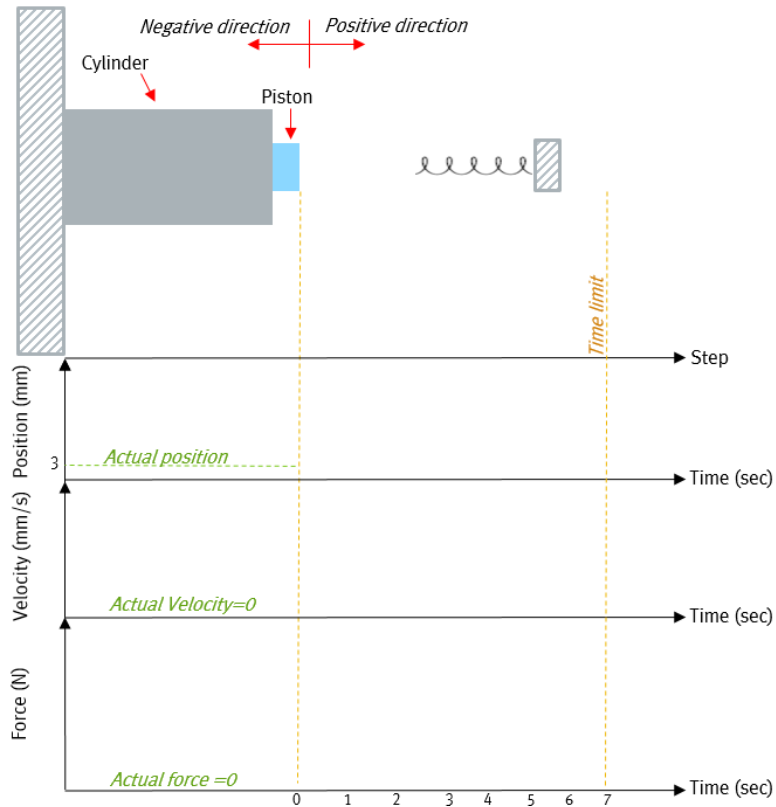 Negative direction
Positive direction
Cylinder
Piston
Time limit
Step
Position (mm)
3
Actual position
Time (sec)
Velocity (mm/s)
Actual Velocity=0
Time (sec)
Force (N)
Actual force =0
Time (sec)
0 1 2 3 4 5 6 7